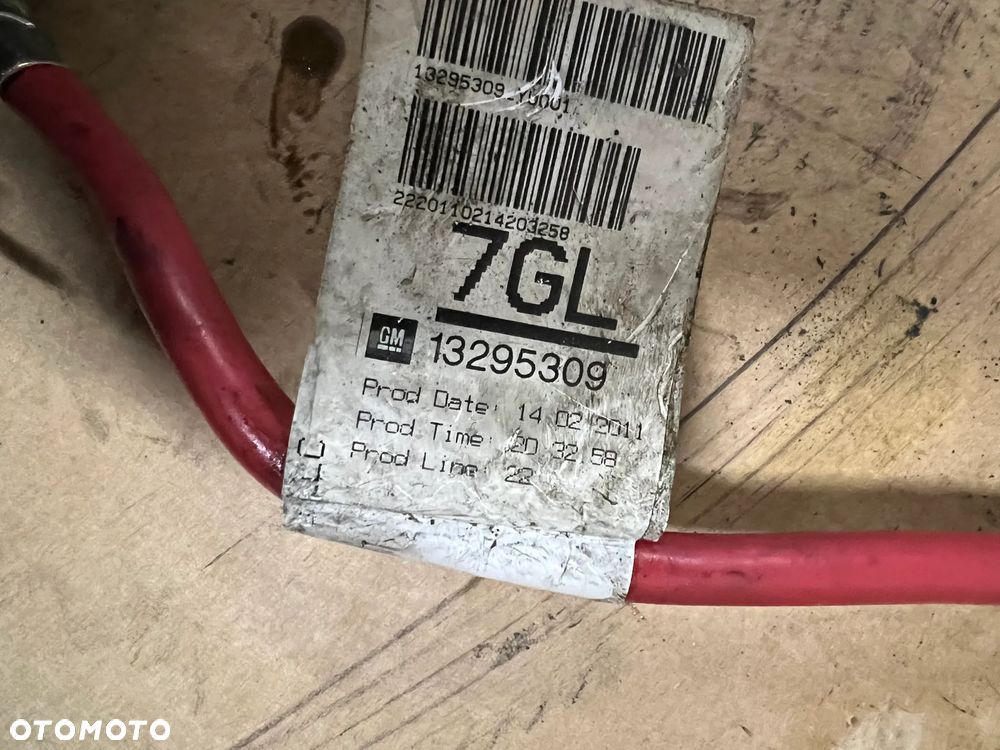 13295309-Y0001
2220110214203258
7GL
GM 13295309
Prod Date: 14 02 2011
Prod Time: 20 32 58
Prod Line: 22
OTOMOTO